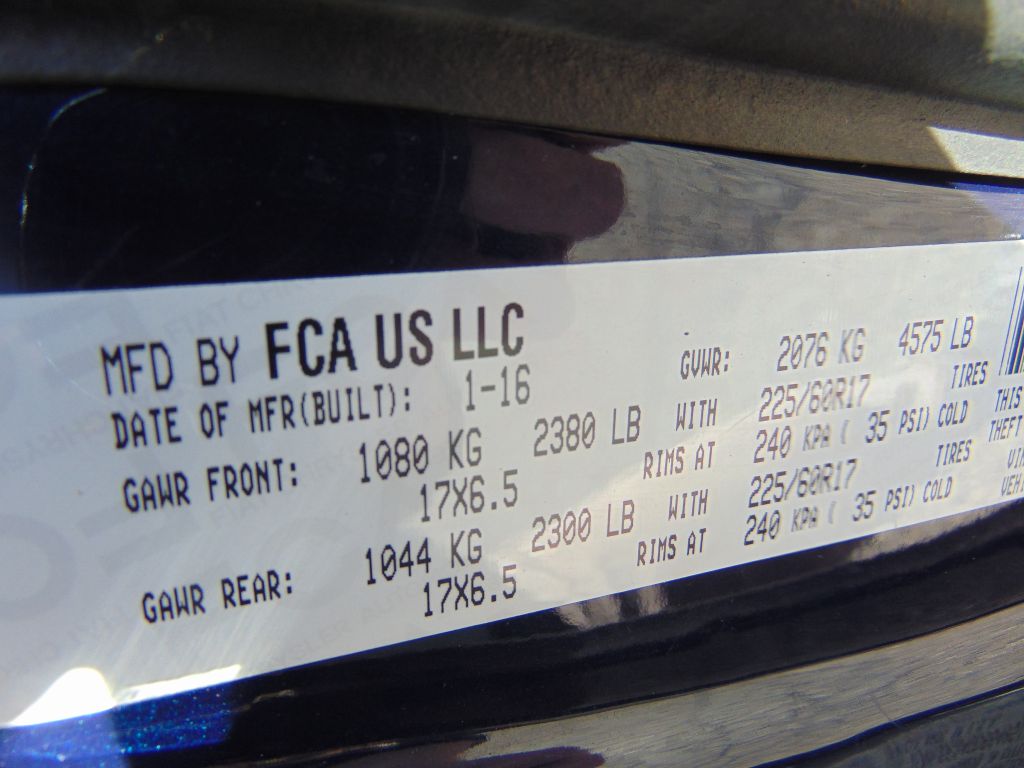 MFD BY FCA US LLC
DATE OF MFR(BUILT): 1-16 GVWR: 2076 KG 4575 LB
GAWR FRONT: 1080 KG 2380 LB WITH 225/60R17 TIRES
17X6.5 RIMS AT 240 KPA ( 35 PSI) COLD
GAWR REAR: 1044 KG 2300 LB WITH 225/60R17 TIRES
17X6.5 RIMS AT 240 KPA ( 35 PSI) COLD
THIS
THEFT